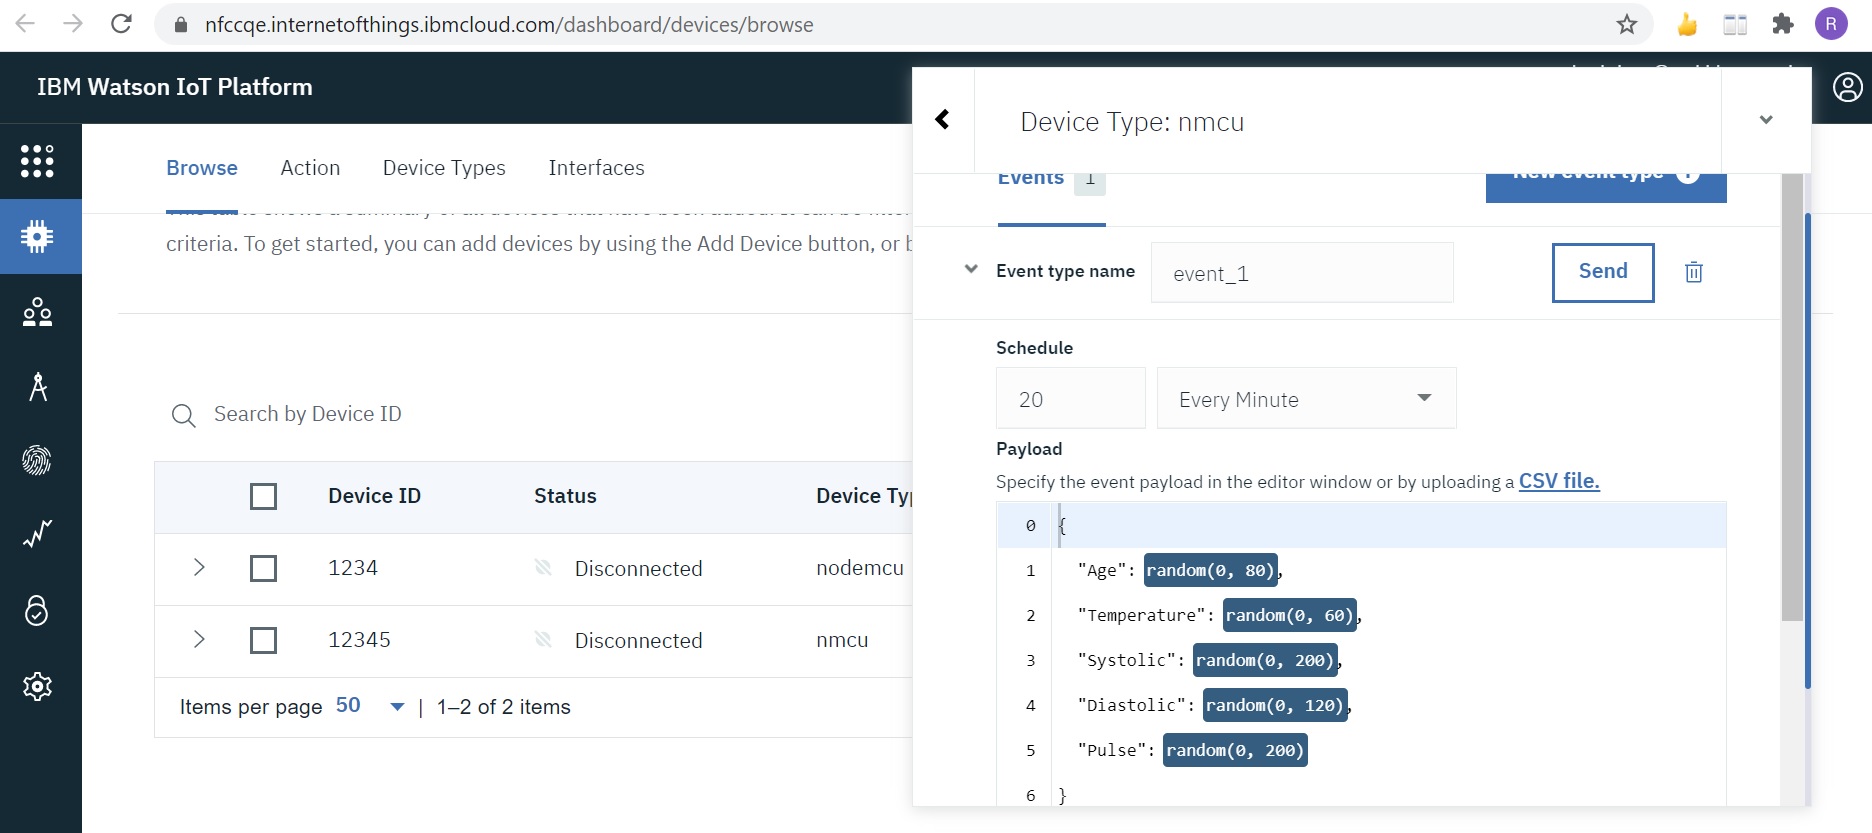 nfccqe.internetofthings.ibmcloud.com/dashboard/devices/browse
R
IBM Watson IoT Platform
Device Type: nmcu
Browse Action Device Types Interfaces
Events 1
New event type
criteria. To get started, you can add devices by using the Add Device button, or
Event type name event_1 Send
Schedule
20 Every Minute
Payload
Specify the event payload in the editor window or by uploading a CSV file.
0 {
1 "Age": random(0, 80),
2 "Temperature": random(0, 60),
3 "Systolic": random(0, 200),
4 "Diastolic": random(0, 120),
5 "Pulse": random(0, 200)
6 }
Search by Device ID
Device ID Status Device Typ
1234 Disconnected nodemcu
12345 Disconnected nmcu
Items per page 50 | 1–2 of 2 items